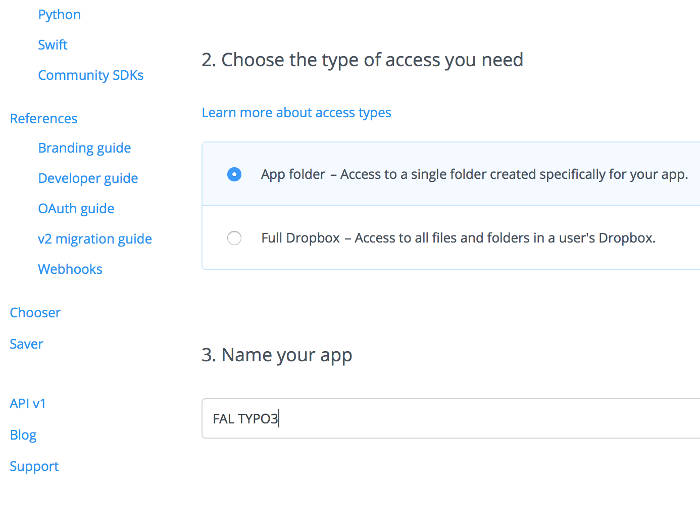 Python
Swift
Community SDKs
References
Branding guide
Developer guide
OAuth guide
v2 migration guide
Webhooks
Chooser
Saver
API v1
Blog
Support
2. Choose the type of access you need
Learn more about access types
App folder – Access to a single folder created specifically for your app.
Full Dropbox – Access to all files and folders in a user's Dropbox.
3. Name your app
FAL TYPO3